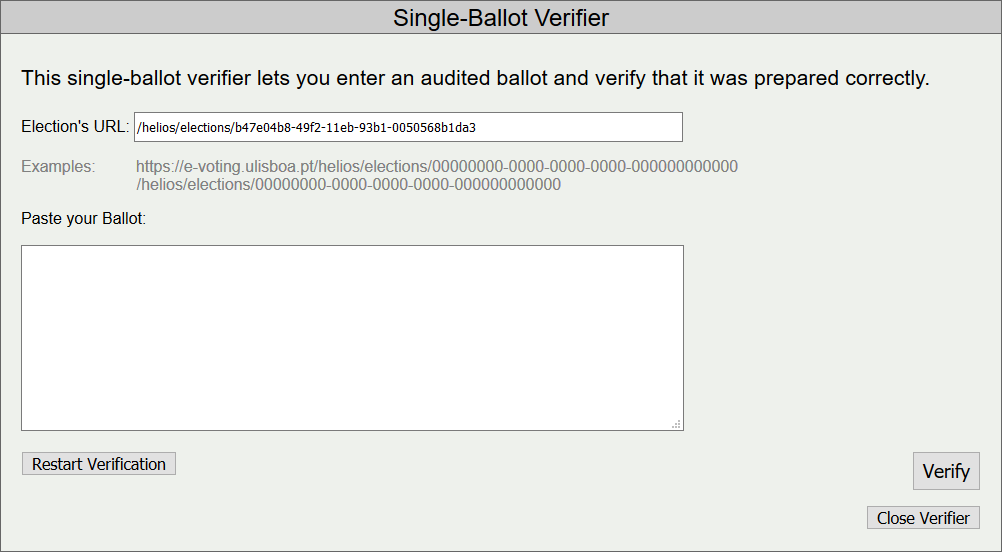 Single-Ballot Verifier
This single-ballot verifier lets you enter an audited ballot and verify that it was prepared correctly.
Election's URL: /helios/elections/b47e04b8-49f2-11eb-93b1-0050568b1da3
Examples: https://e-voting.ulisboa.pt/helios/elections/00000000-0000-0000-0000-000000000000
/helios/elections/00000000-0000-0000-0000-000000000000
Paste your Ballot:
Restart Verification
Verify
Close Verifier